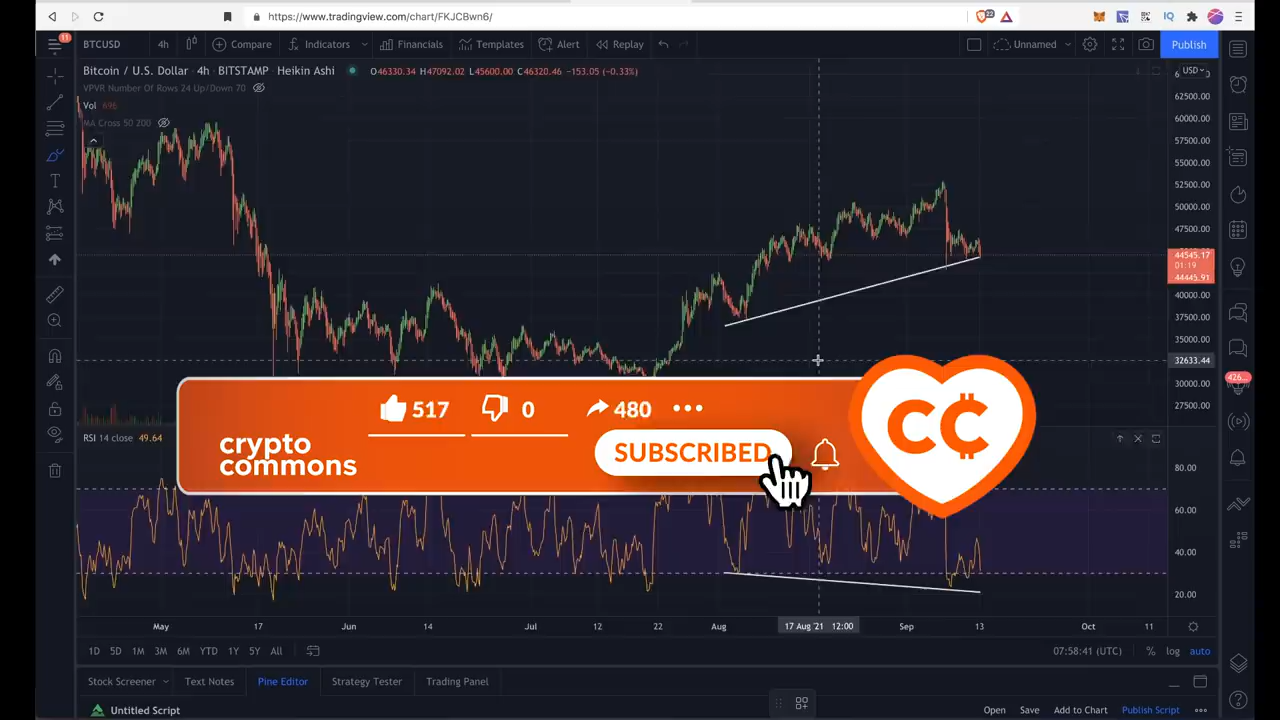 https://www.tradingview.com/chart/FKJCBwn6/
22
IQ
11
BTCUSD 4h Compare Indicators Financials Templates Alert Replay Unnamed Publish
Bitcoin / U.S. Dollar · 4h · BITSTAMP · Heikin Ashi O46330.34 H47092.02 L45600.00 C46320.46 −153.05 (−0.33%)
USD
VPVR Number Of Rows 24 Up/Down 70
Vol 696
MA Cross 50 200
62500.00
60000.00
57500.00
55000.00
52500.00
50000.00
47500.00
44545.17
01:19
44445.91
40000.00
37500.00
35000.00
32633.44
30000.00
27500.00
426...
517 0 480
crypto
commons
SUBSCRIBED
C₵
RSI 14 close 49.64
80.00
60.00
40.00
20.00
May 17 Jun 14 Jul 12 22 Aug 17 Aug '21 12:00 Sep 13 Oct 11
1D 5D 1M 3M 6M YTD 1Y 5Y All 07:58:41 (UTC) % log auto
Stock Screener Text Notes Pine Editor Strategy Tester Trading Panel
Untitled Script Open Save Add to Chart Publish Script